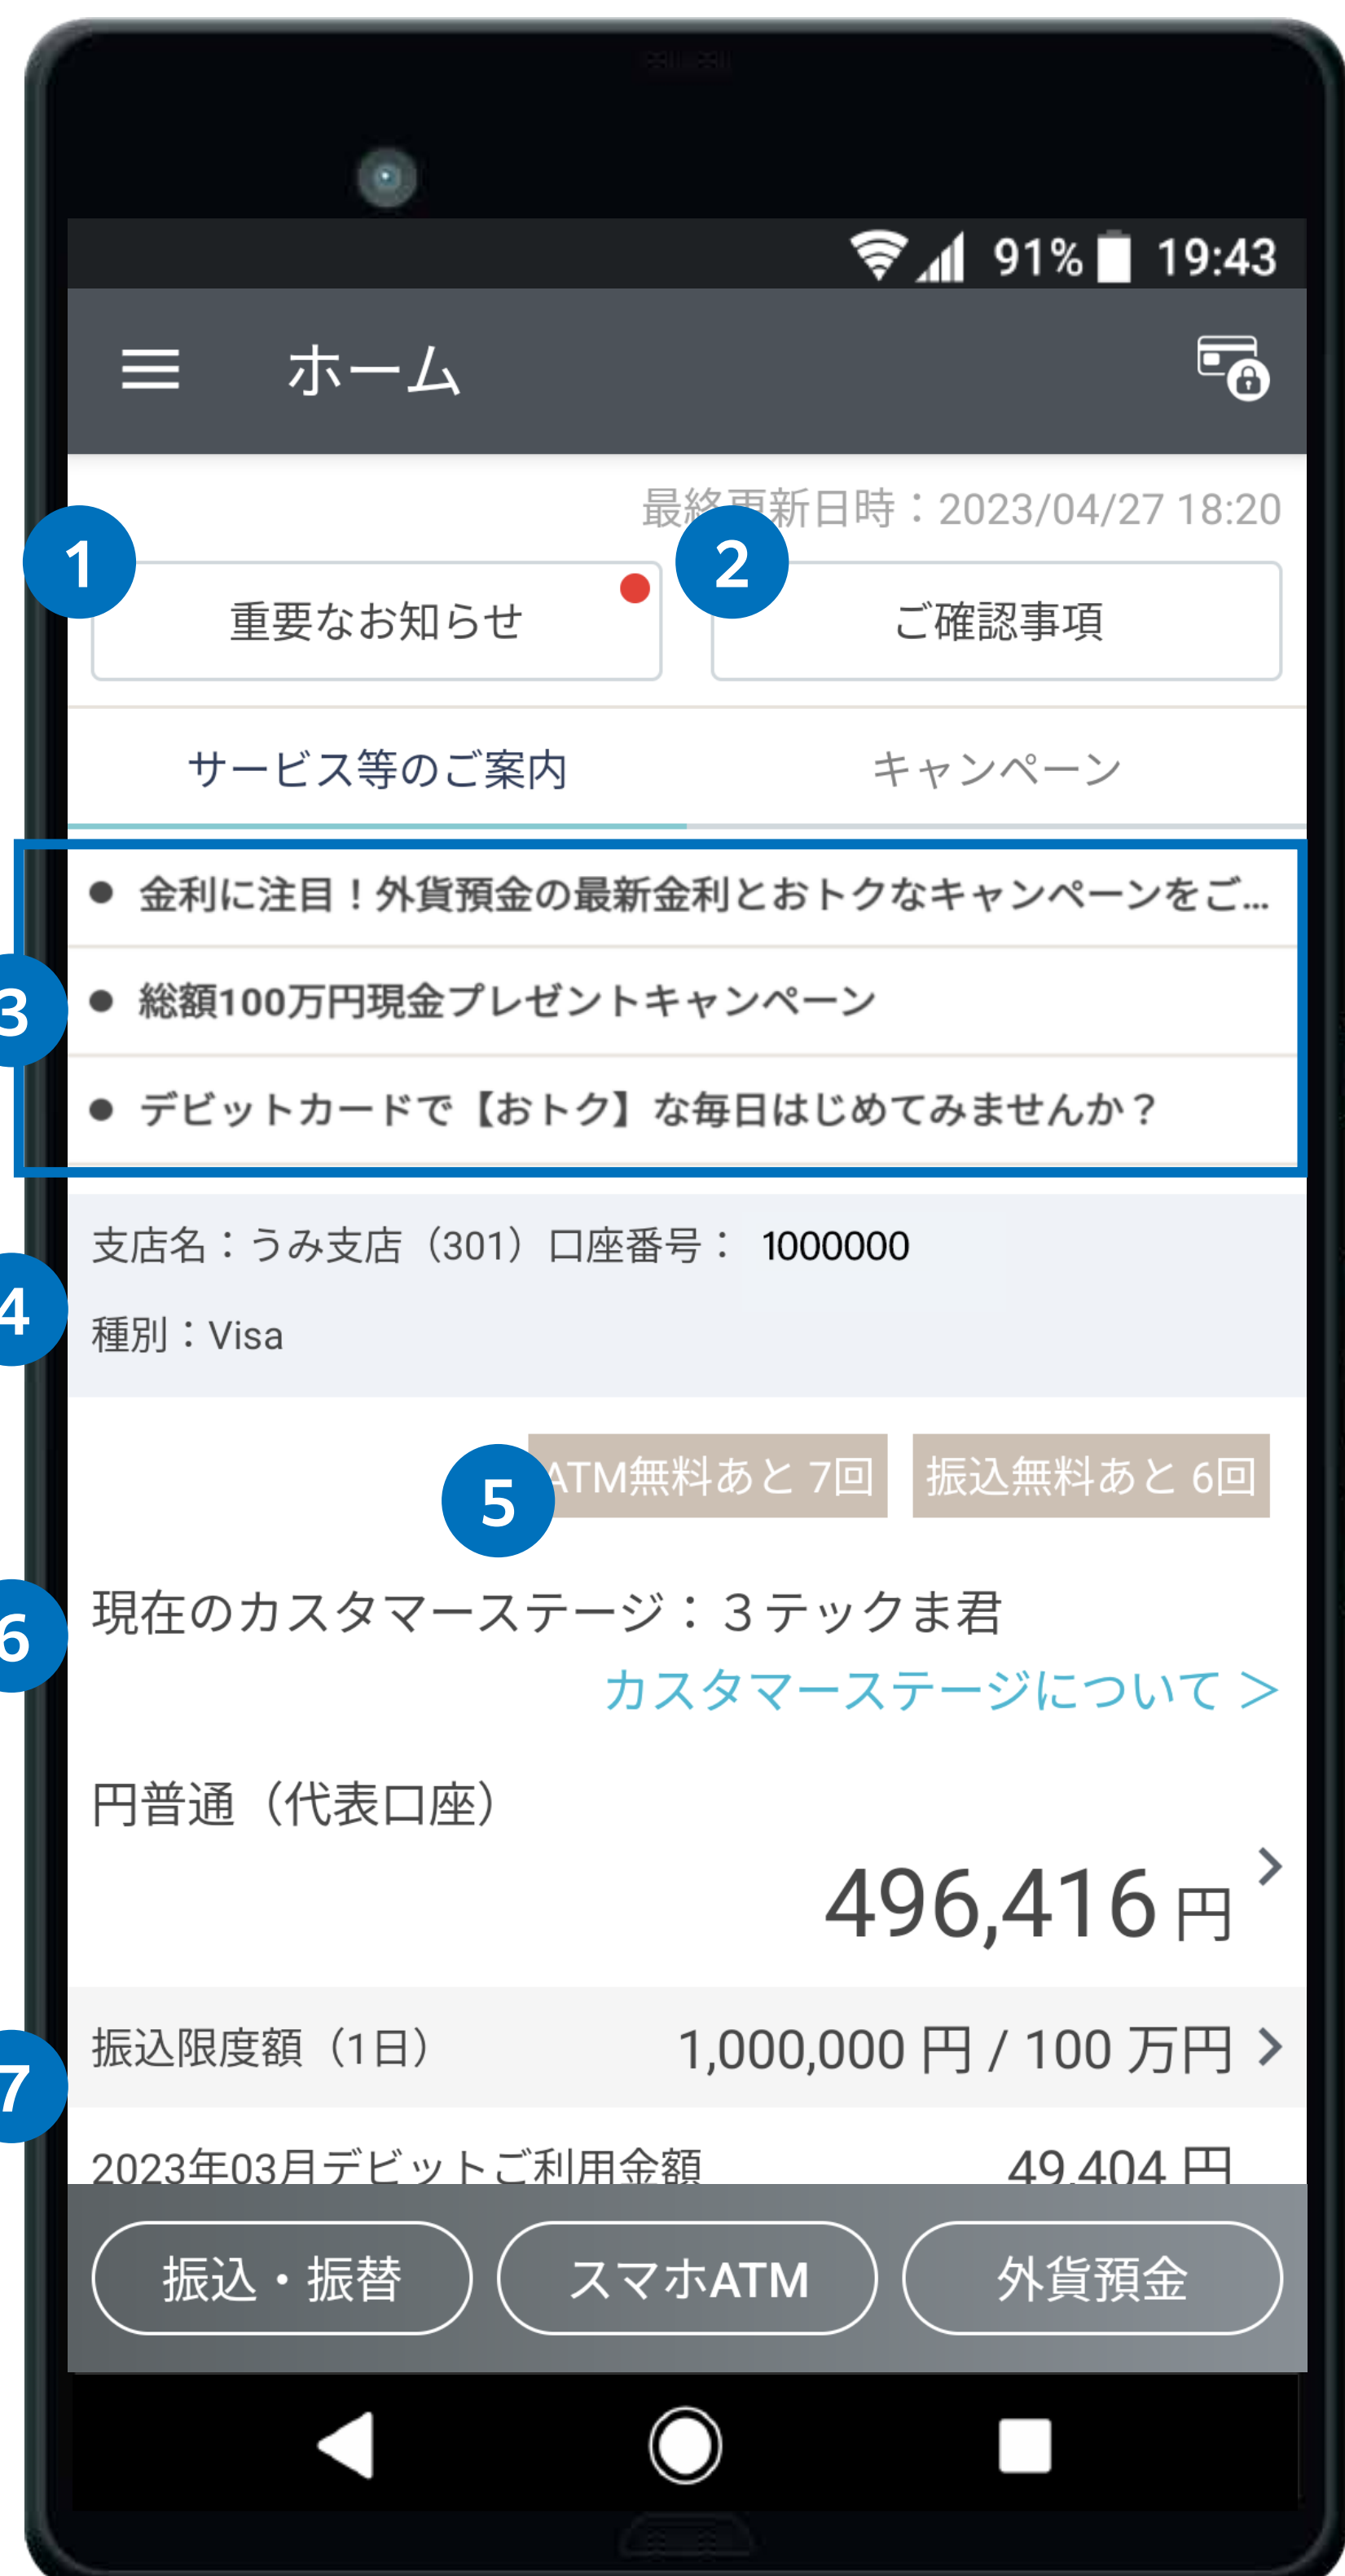 91% 19:43
ホーム
最終更新日時：2023/04/27 18:20
1
2
重要なお知らせ
ご確認事項
サービス等のご案内
キャンペーン
● 金利に注目！外貨預金の最新金利とおトクなキャンペーンをご...
3
● 総額100万円現金プレゼントキャンペーン
● デビットカードで【おトク】な毎日はじめてみませんか？
支店名：うみ支店（301）口座番号： 1000000
4
種別：Visa
5
ATM無料あと 7回
振込無料あと 6回
6
現在のカスタマーステージ：３テックま君
カスタマーステージについて ＞
円普通（代表口座）
496,416 円
7
振込限度額（1日） 1,000,000 円 / 100 万円
2023年03月デビットご利用金額 49,404 円
振込・振替
スマホATM
外貨預金